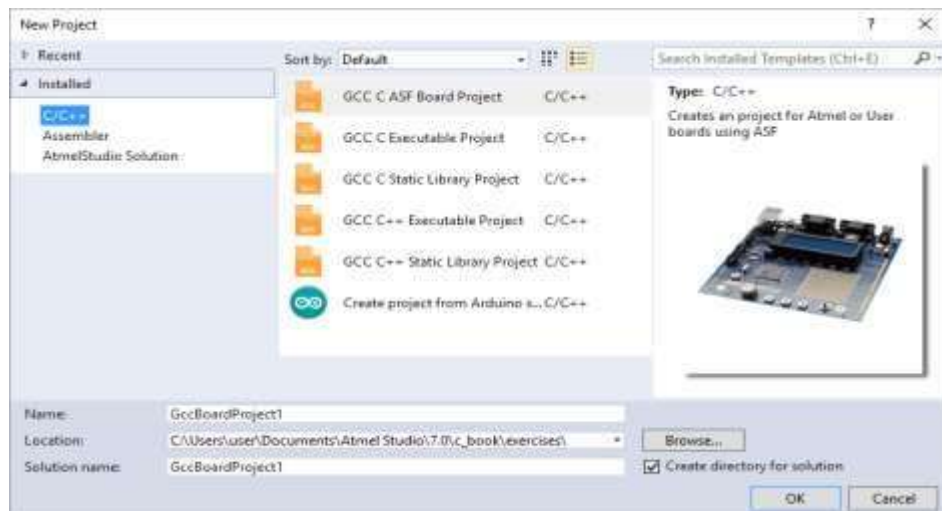 New Project
? ×
Recent
Installed
C/C++
Assembler
AtmelStudio Solution
Sort by: Default
GCC C ASF Board Project C/C++
GCC C Executable Project C/C++
GCC C Static Library Project C/C++
GCC C++ Executable Project C/C++
GCC C++ Static Library Project C/C++
Create project from Arduino s... C/C++
Search Installed Templates (Ctrl+E)
Type: C/C++
Creates an project for Atmel or User
boards using ASF
Name: GccBoardProject1
Location: C:\Users\user\Documents\Atmel Studio\7.0\c_book\exercises\
Browse...
Solution name: GccBoardProject1
Create directory for solution
OK Cancel